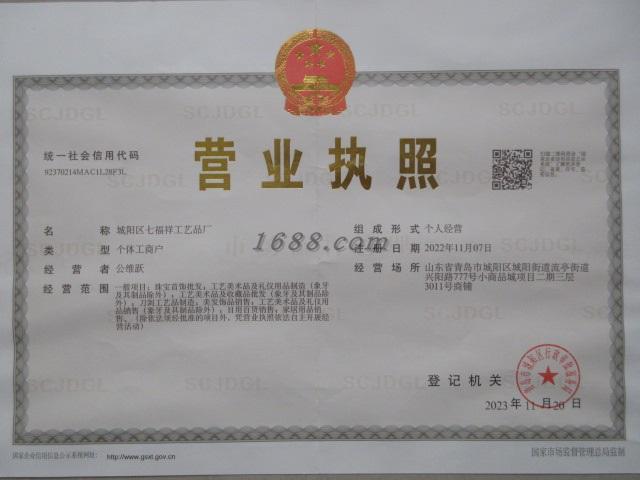 营业执照
统一社会信用代码
92370214MAC1L28F3L
名 称 城阳区七福祥工艺品厂
类 型 个体工商户
经 营 者 公维跃
经 营 范 围 一般项目：珠宝首饰批发；工艺美术品及礼仪用品制造（象牙
及其制品除外）；工艺美术品及收藏品批发（象牙及其制品除
外）；刀剑工艺品制造；美发饰品销售；工艺美术品及礼仪用
品销售（象牙及其制品除外）；日用百货销售；家居用品销
售。（除依法须经批准的项目外，凭营业执照依法自主开展经
营活动）
组 成 形 式 个人经营
注 册 日 期 2022年11月07日
经 营 场 所 山东省青岛市城阳区城阳街道流亭街道
兴阳路777号小商品城项目二期三层
3011号商铺
1688.com
SCJDGL
登 记 机 关
2023 年 11 月 20 日
国家企业信用信息公示系统网址： http://www.gsxt.gov.cn
国家市场监督管理总局监制